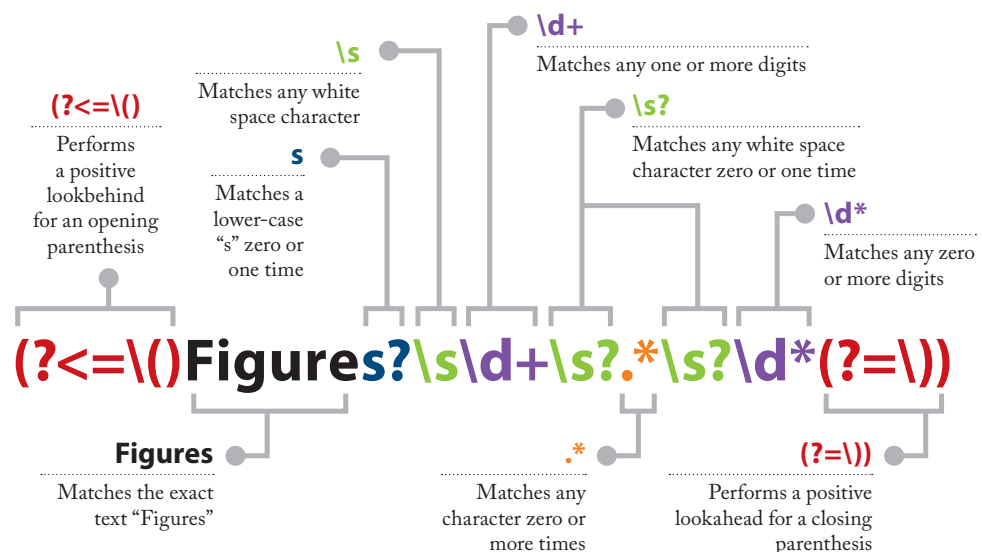 \d+
Matches any one or more digits
\s
Matches any white
space character
(?<=\()
Performs
a positive
lookbehind
for an opening
parenthesis
s
Matches a
lower-case
“s” zero or
one time
\s?
Matches any white space
character zero or one time
\d*
Matches any zero
or more digits
(?<=\()Figures?\s\d+\s?.*\s?\d*(?=\))
Figures
Matches the exact
text “Figures”
.*
Matches any
character zero or
more times
(?=\))
Performs a positive
lookahead for a closing
parenthesis